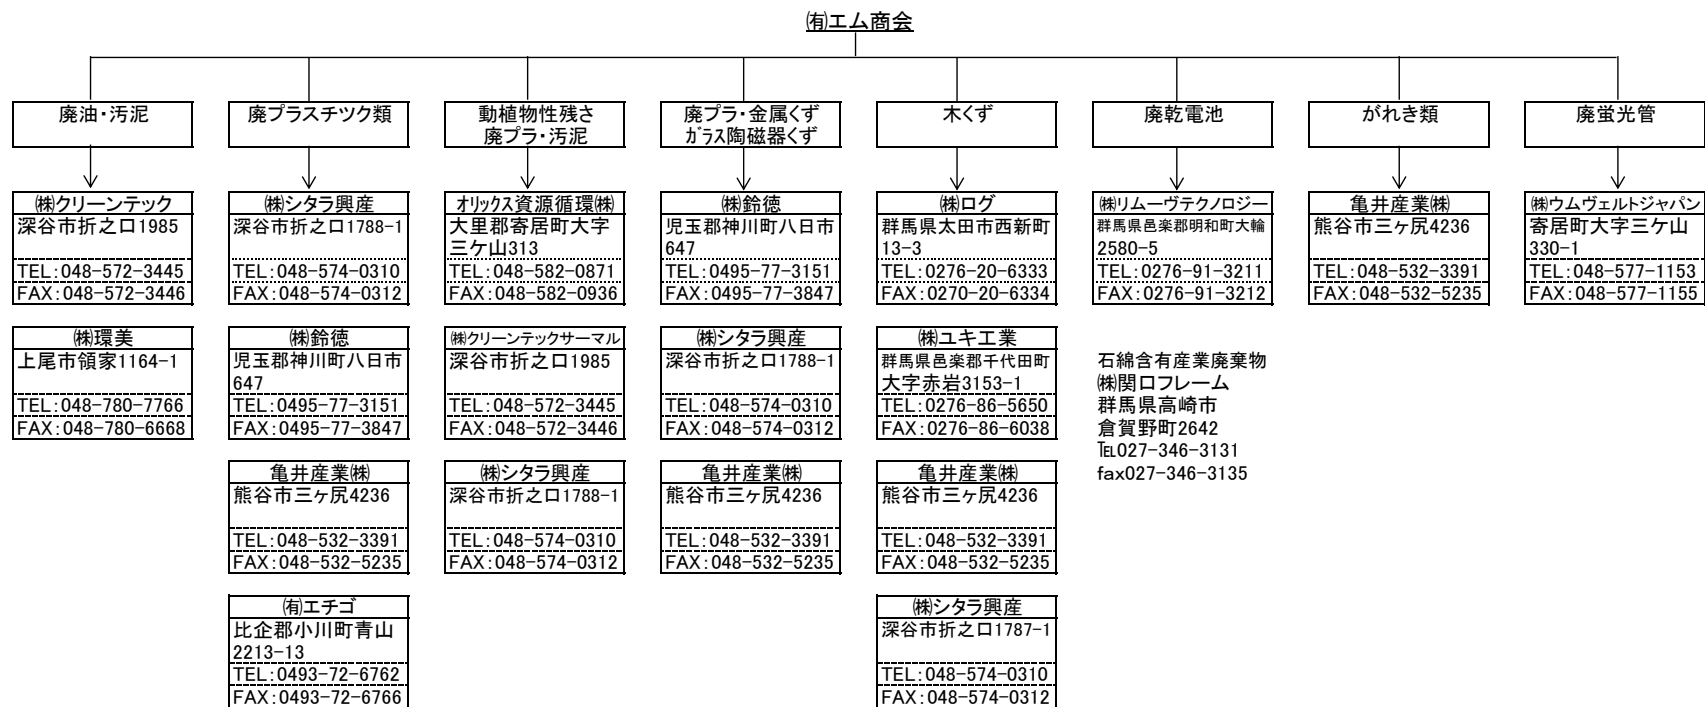 ㈲エム商会
廃油・汚泥
㈱クリーンテック
深谷市折之口1985
TEL:048-572-3445
FAX:048-572-3446
㈱環美
上尾市領家1164-1
TEL:048-780-7766
FAX:048-780-6668
廃プラスチツク類
㈱シタラ興産
深谷市折之口1788-1
TEL:048-574-0310
FAX:048-574-0312
㈱鈴徳
児玉郡神川町八日市
647
TEL:0495-77-3151
FAX:0495-77-3847
亀井産業㈱
熊谷市三ヶ尻4236
TEL:048-532-3391
FAX:048-532-5235
㈲エチゴ
比企郡小川町青山
2213-13
TEL:0493-72-6762
FAX:0493-72-6766
動植物性残さ
廃プラ・汚泥
オリックス資源循環㈱
大里郡寄居町大字
三ケ山313
TEL:048-582-0871
FAX:048-582-0936
㈱クリーンテックサーマル
深谷市折之口1985
TEL:048-572-3445
FAX:048-572-3446
㈱シタラ興産
深谷市折之口1788-1
TEL:048-574-0310
FAX:048-574-0312
廃プラ・金属くず
ガラス陶磁器くず
㈱鈴徳
児玉郡神川町八日市
647
TEL:0495-77-3151
FAX:0495-77-3847
㈱シタラ興産
深谷市折之口1788-1
TEL:048-574-0310
FAX:048-574-0312
亀井産業㈱
熊谷市三ヶ尻4236
TEL:048-532-3391
FAX:048-532-5235
木くず
㈱ログ
群馬県太田市西新町
13-3
TEL:0276-20-6333
FAX:0270-20-6334
㈱ユキ工業
群馬県邑楽郡千代田町
大字赤岩3153-1
TEL:0276-86-5650
FAX:0276-86-6038
亀井産業㈱
熊谷市三ヶ尻4236
TEL:048-532-3391
FAX:048-532-5235
㈱シタラ興産
深谷市折之口1787-1
TEL:048-574-0310
FAX:048-574-0312
廃乾電池
㈱リムーヴテクノロジー
群馬県邑楽郡明和町大輪
2580-5
TEL:0276-91-3211
FAX:0276-91-3212
石綿含有産業廃棄物
㈱関口フレーム
群馬県高崎市
倉賀野町2642
℡027-346-3131
fax027-346-3135
がれき類
亀井産業㈱
熊谷市三ヶ尻4236
TEL:048-532-3391
FAX:048-532-5235
廃蛍光管
㈱ウムヴェルトジャパン
寄居町大字三ケ山
330-1
TEL:048-577-1153
FAX:048-577-1155